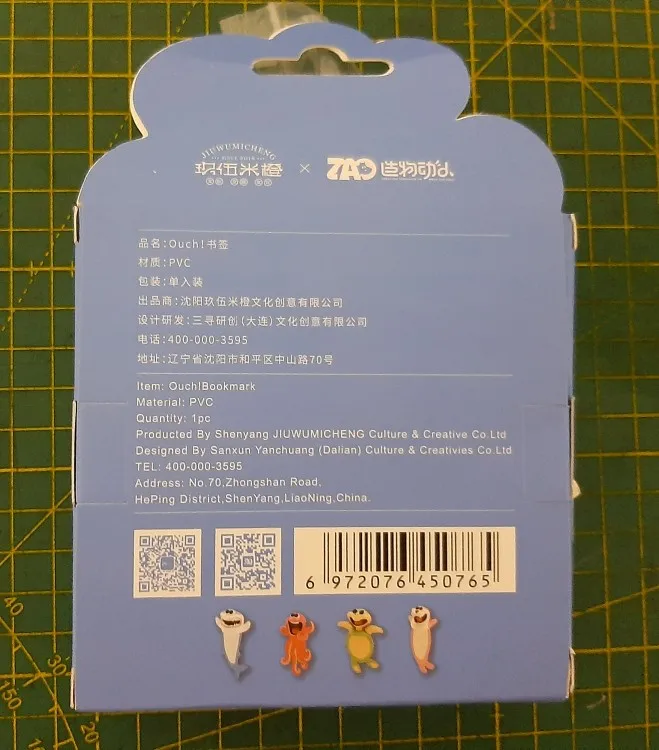 JIUWUMICHENG
玖伍米橙 × ZAO 造物动火
品名:Ouch!书签
材质:PVC
包装:单入装
出品商:沈阳玖伍米橙文化创意有限公司
设计研发:三寻研创(大连)文化创意有限公司
电话:400-000-3595
地址:辽宁省沈阳市和平区中山路70号
Item: Ouch!Bookmark
Material: PVC
Quantity: 1pc
Producted By Shenyang JIUWUMICHENG Culture & Creative Co.Ltd
Designed By Sanxun Yanchuang (Dalian) Culture & Creativies Co.Ltd
TEL: 400-000-3595
Address: No.70,Zhongshan Road,
HePing District,ShenYang,LiaoNing,China.
6 972076 450765
40
30
150
20